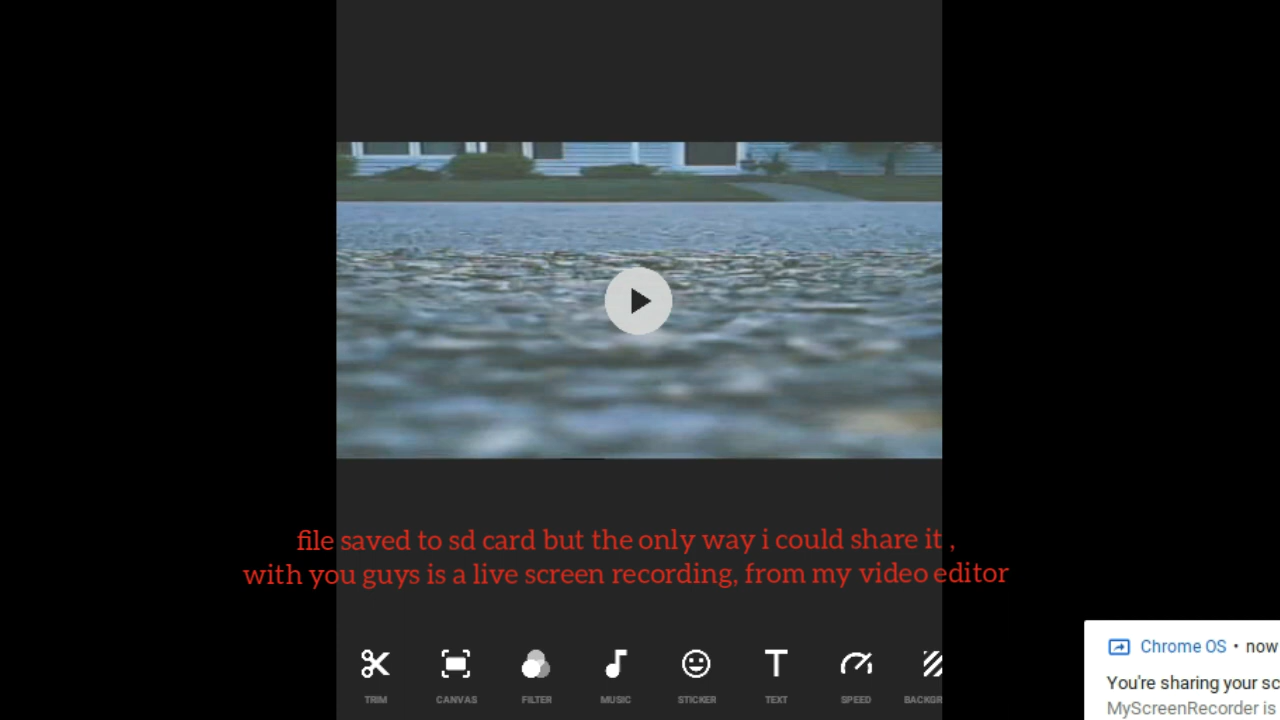 file saved to sd card but the only way i could share it ,
with you guys is a live screen recording, from my video editor
TRIM
CANVAS
FILTER
MUSIC
STICKER
TEXT
SPEED
BACKGR
Chrome OS • now
You're sharing your sc
MyScreenRecorder is